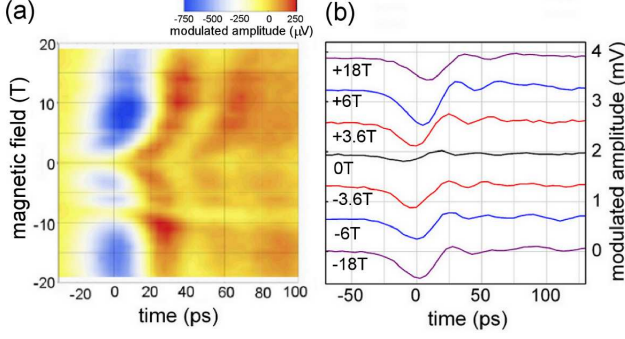 (a)
-750 -500 -250 0 250
modulated amplitude (μV)
(b)
20
10
0
-10
-20
magnetic field (T)
0 20 40 60 80 100
time (ps)
+18T
+6T
+3.6T
0T
-3.6T
-6T
-18T
4
3
2
1
0
modulated amplitude (mV)
-50 0 50 100
time (ps)